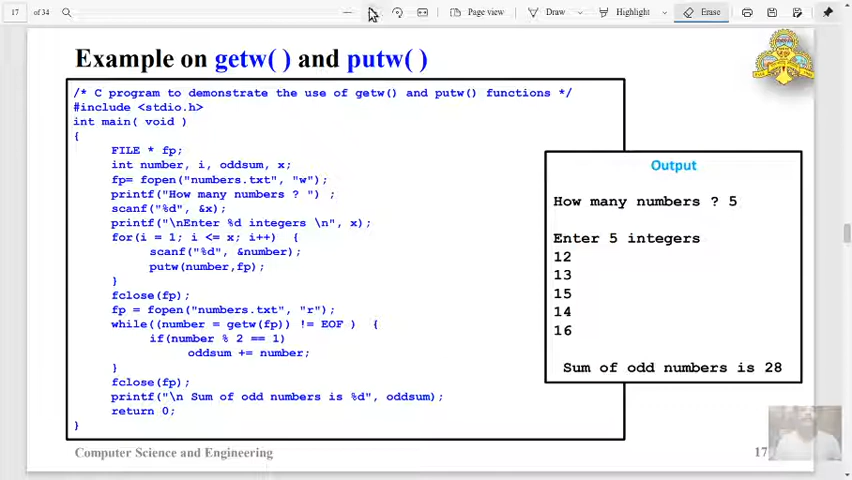 17 of 34 Page view Draw Highlight Erase
Example on getw( ) and putw( )
/* C program to demonstrate the use of getw() and putw() functions */
#include <stdio.h>
int main( void )
{
FILE * fp;
int number, i, oddsum, x;
fp= fopen("numbers.txt", "w");
printf("How many numbers ? ") ;
scanf("%d", &x);
printf("\nEnter %d integers \n", x);
for(i = 1; i <= x; i++) {
scanf("%d", &number);
putw(number,fp);
}
fclose(fp);
fp = fopen("numbers.txt", "r");
while((number = getw(fp)) != EOF ) {
if(number % 2 == 1)
oddsum += number;
}
fclose(fp);
printf("\n Sum of odd numbers is %d", oddsum);
return 0;
}
Output
How many numbers ? 5
Enter 5 integers
12
13
15
14
16
Sum of odd numbers is 28
Computer Science and Engineering 17